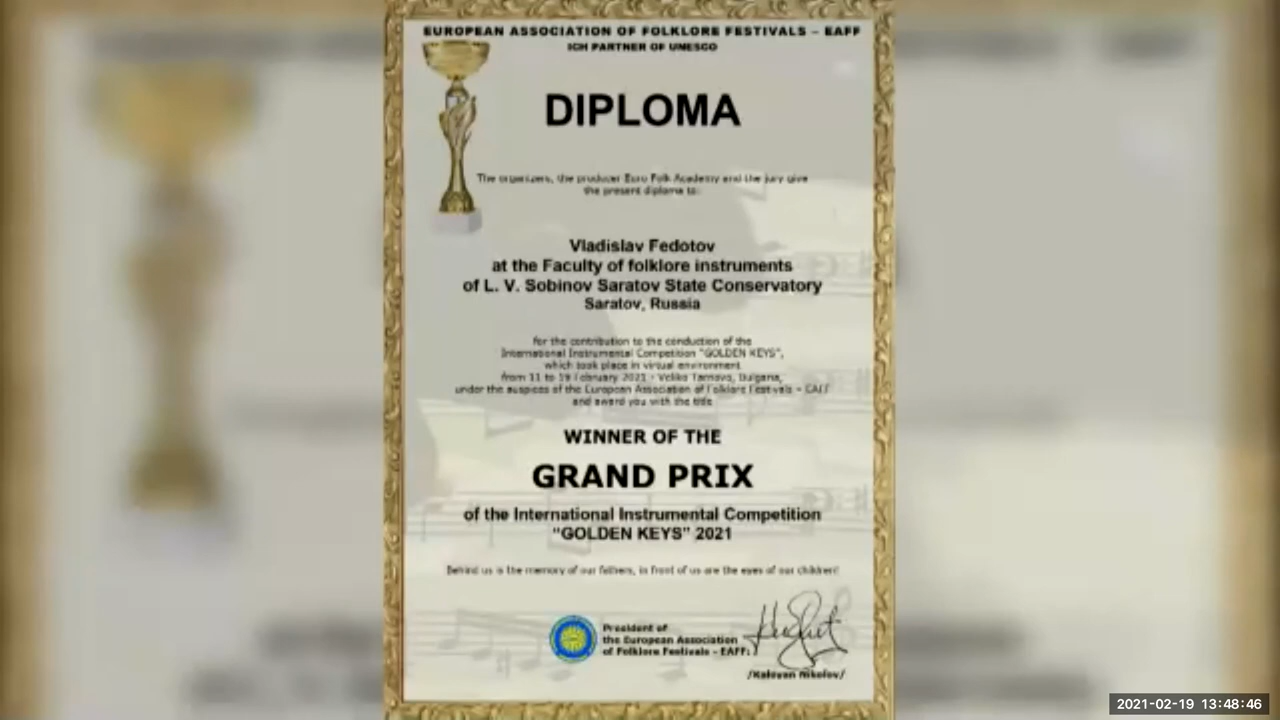 EUROPEAN ASSOCIATION OF FOLKLORE FESTIVALS – EAFF
ICH PARTNER OF UNESCO
DIPLOMA
The organizers, the producer Euro Folk Academy and the jury give
the present diploma to:
Vladislav Fedotov
at the Faculty of folklore instruments
of L. V. Sobinov Saratov State Conservatory
Saratov, Russia
for the contribution to the conduction of the
International Instrumental Competition "GOLDEN KEYS",
which took place in virtual environment
from 11 to 19 February 2021 - Veliko Tarnovo, Bulgaria,
under the auspices of the European Association of Folklore Festivals – EAFF
and award you with the title
WINNER OF THE
GRAND PRIX
of the International Instrumental Competition
"GOLDEN KEYS" 2021
Behind us is the memory of our fathers, in front of us are the eyes of our children!
President of
the European Association
of Folklore Festivals – EAFF:
/Kaloyan Nikolov/
2021-02-19 13:48:46